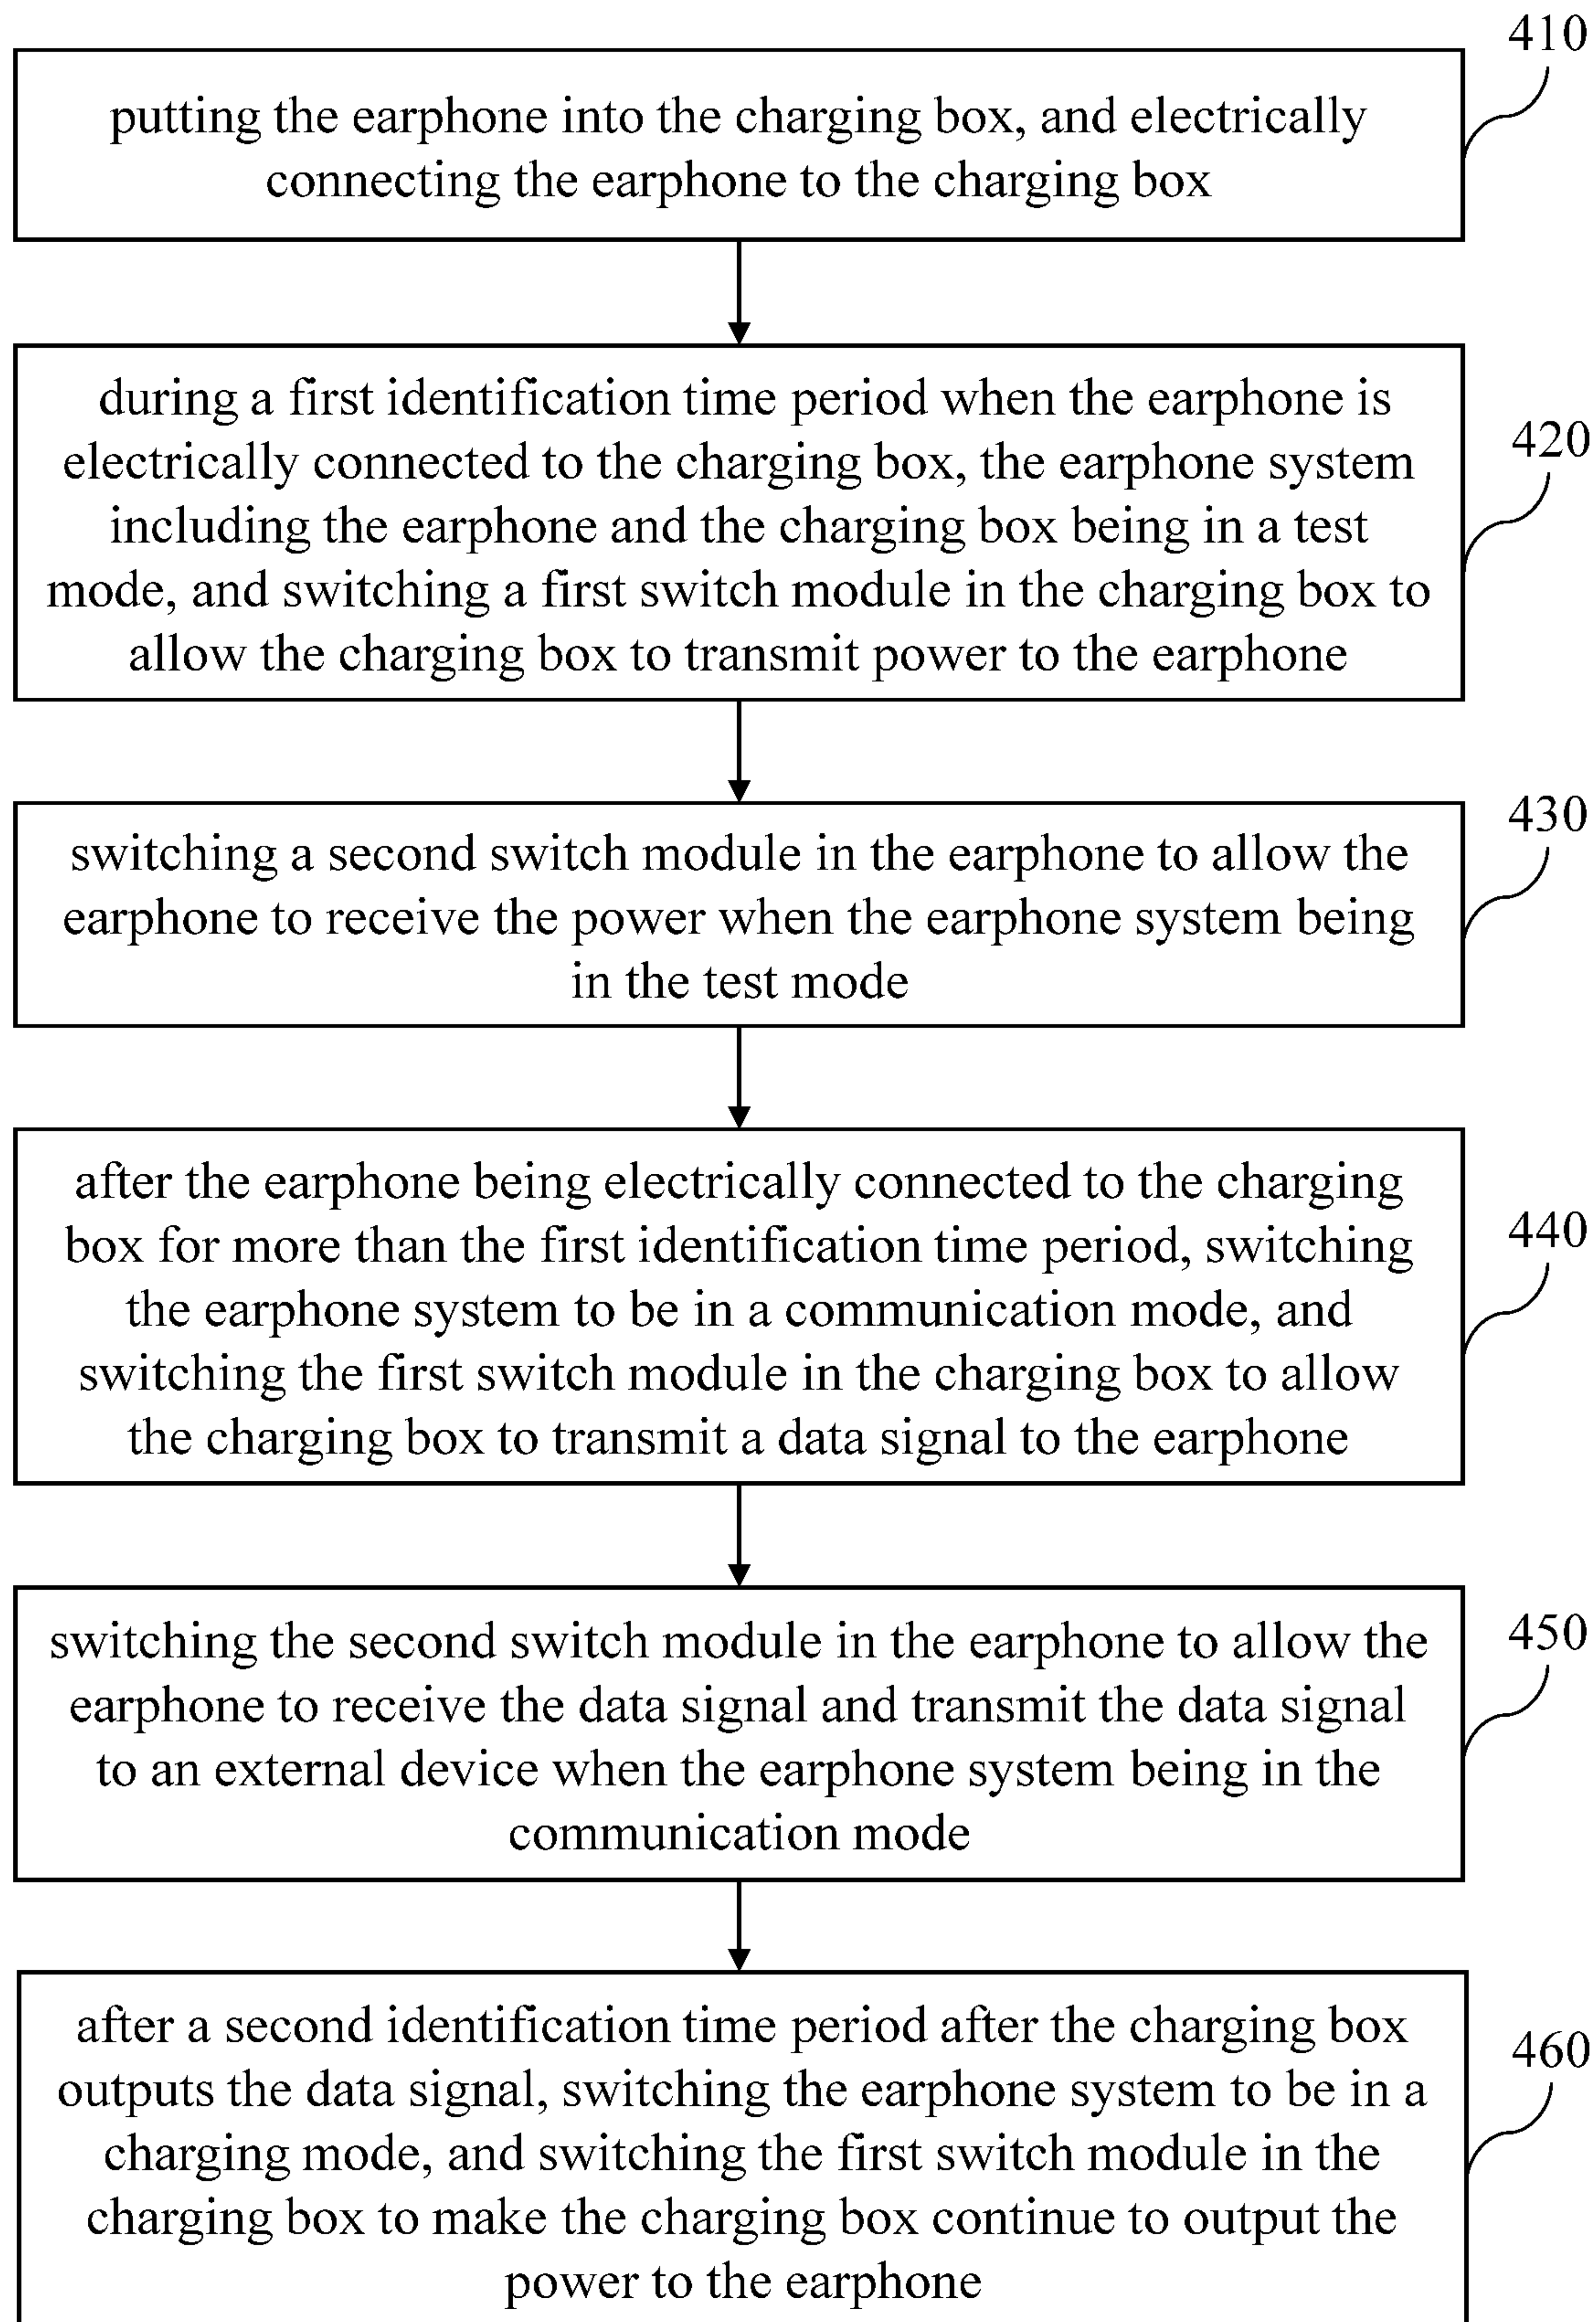 410
putting the earphone into the charging box, and electrically
connecting the earphone to the charging box
during a first identification time period when the earphone is
electrically connected to the charging box, the earphone system
including the earphone and the charging box being in a test
mode, and switching a first switch module in the charging box to
allow the charging box to transmit power to the earphone
420
switching a second switch module in the earphone to allow the
earphone to receive the power when the earphone system being
in the test mode
430
after the earphone being electrically connected to the charging
box for more than the first identification time period, switching
the earphone system to be in a communication mode, and
switching the first switch module in the charging box to allow
the charging box to transmit a data signal to the earphone
440
switching the second switch module in the earphone to allow the
earphone to receive the data signal and transmit the data signal
to an external device when the earphone system being in the
communication mode
450
after a second identification time period after the charging box
outputs the data signal, switching the earphone system to be in a
charging mode, and switching the first switch module in the
charging box to make the charging box continue to output the
power to the earphone
460